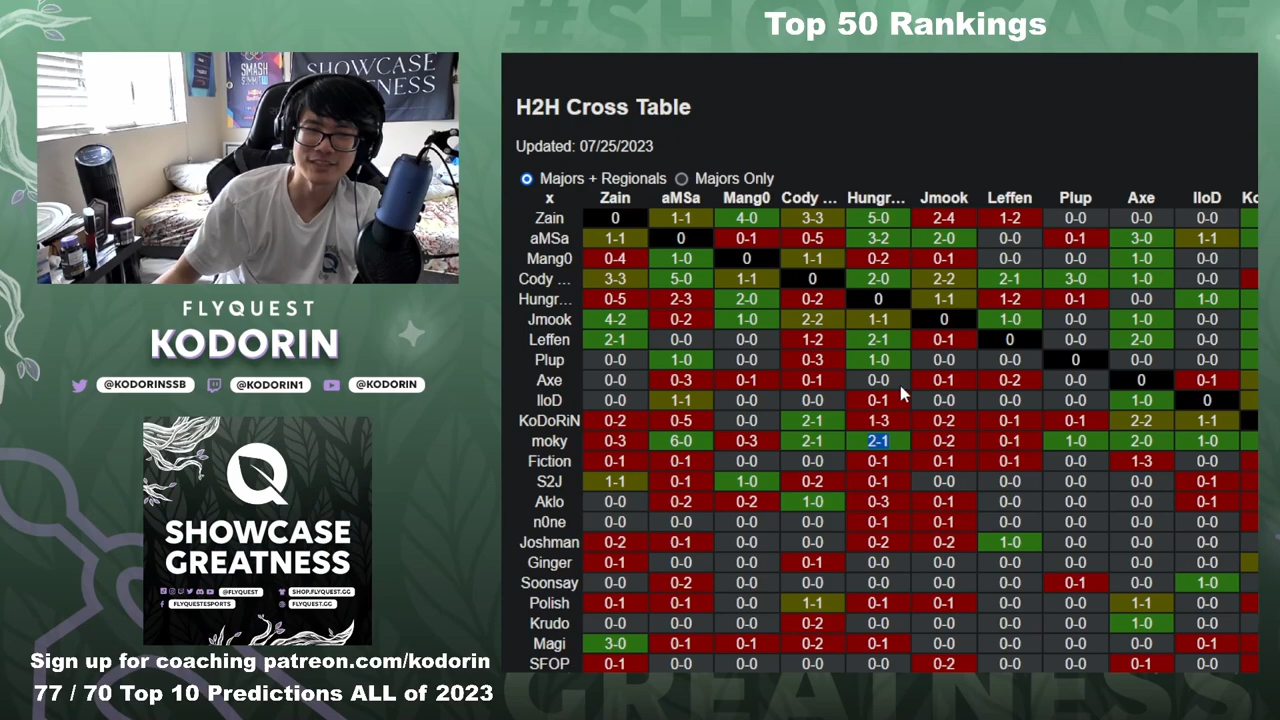 #SHOWCASE
Top 50 Rankings
SMASH
SHOWCASE
H2H Cross Table
Updated: 07/25/2023
Majors + Regionals Majors Only
x Zain aMSa Mang0 Cody ... Hungr... Jmook Leffen Plup Axe lloD Kc
Zain 0 1-1 4-0 3-3 5-0 2-4 1-2 0-0 0-0 0-0
aMSa 1-1 0 0-1 0-5 3-2 2-0 0-0 0-1 3-0 1-1
Mang0 0-4 1-0 0 1-1 0-2 0-1 0-0 0-0 1-0 0-0
Cody ... 3-3 5-0 1-1 0 2-0 2-2 2-1 3-0 1-0 0-0
Hungr... 0-5 2-3 2-0 0-2 0 1-1 1-2 0-1 0-0 1-0
Jmook 4-2 0-2 1-0 2-2 1-1 0 1-0 0-0 1-0 0-0
Leffen 2-1 0-0 0-0 1-2 2-1 0-1 0 0-0 2-0 0-0
Plup 0-0 1-0 0-0 0-3 1-0 0-0 0-0 0 0-0 0-0
Axe 0-0 0-3 0-1 0-1 0-0 0-1 0-2 0-0 0 0-1
lloD 0-0 1-1 0-0 0-0 0-1 0-0 0-0 0-0 1-0 0
KoDoRiN 0-2 0-5 0-0 2-1 1-3 0-2 0-1 0-1 2-2 1-1
moky 0-3 6-0 0-3 2-1 2-1 0-2 0-1 1-0 2-0 1-0
Fiction 0-1 0-1 0-0 0-0 0-1 0-1 0-1 0-0 1-3 0-0
S2J 1-1 0-1 1-0 0-2 0-1 0-0 0-0 0-0 0-0 0-1
Aklo 0-0 0-2 0-2 1-0 0-3 0-1 0-0 0-0 0-0 0-1
n0ne 0-0 0-0 0-0 0-0 0-1 0-1 0-0 0-0 0-0 0-0
Joshman 0-2 0-1 0-0 0-0 0-2 0-2 1-0 0-0 0-0 0-0
Ginger 0-1 0-0 0-0 0-1 0-0 0-0 0-0 0-0 0-0 0-0
Soonsay 0-0 0-2 0-0 0-0 0-0 0-0 0-0 0-1 0-0 1-0
Polish 0-1 0-1 0-0 1-1 0-1 0-1 0-0 0-0 1-1 0-0
Krudo 0-0 0-0 0-0 0-2 0-0 0-0 0-0 0-0 1-0 0-0
Magi 3-0 0-1 0-1 0-2 0-1 0-0 0-0 0-0 0-0 0-1
SFOP 0-1 0-0 0-0 0-0 0-0 0-2 0-0 0-0 0-1 0-0
FLYQUEST
KODORIN
@KODORINSSB @KODORIN1 @KODORIN
SHOWCASE
GREATNESS
@FLYQUEST SHOP.FLYQUEST.GG
FLYQUESTESPORTS FLYQUEST.GG
Sign up for coaching patreon.com/kodorin
77 / 70 Top 10 Predictions ALL of 2023
GREATNESS